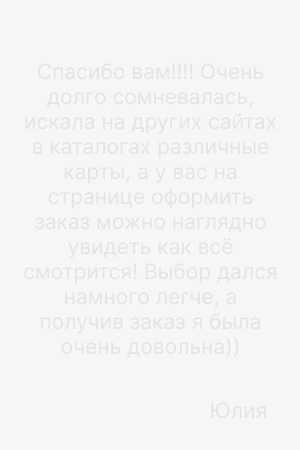 Спасибо вам!!!! Очень
долго сомневалась,
искала на других сайтах
в каталогах различные
карты, а у вас на
странице оформить
заказ можно наглядно
увидеть как всё
смотрится! Выбор дался
намного легче, а
получив заказ я была
очень довольна))
Юлия